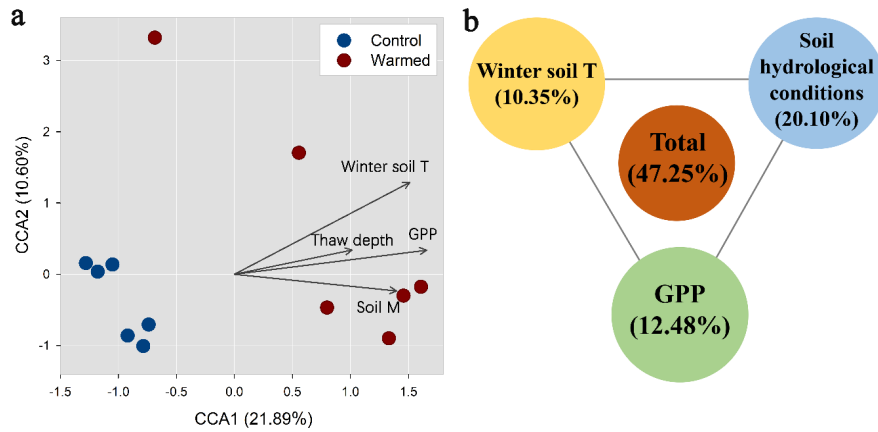 a
Control
Warmed
3
2
1
0
-1
CCA2 (10.60%)
Winter soil T
GPP
Thaw depth
Soil M
-1.5
-1.0
-0.5
0.0
0.5
1.0
1.5
CCA1 (21.89%)
b
Winter soil T
(10.35%)
Soil
hydrological
conditions
(20.10%)
Total
(47.25%)
GPP
(12.48%)